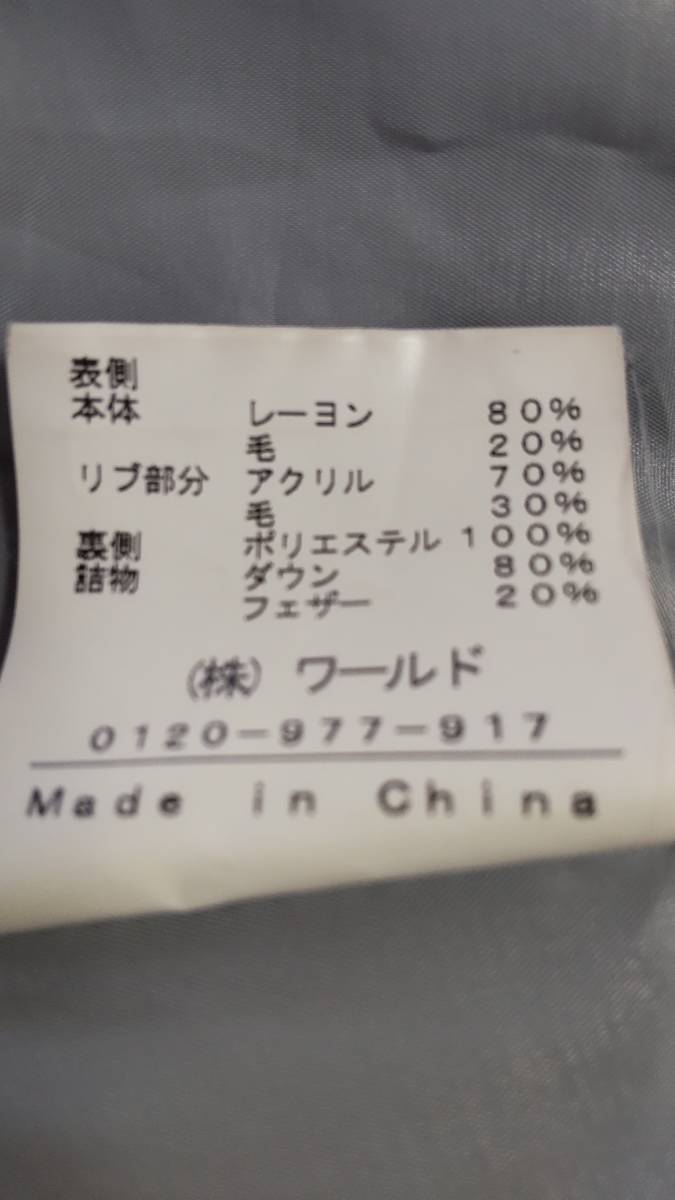 表側
本体 レーヨン 80%
毛 20%
リブ部分 アクリル 70%
毛 30%
裏側 ポリエステル 100%
詰物 ダウン 80%
フェザー 20%
(株) ワールド
0120-977-917
Made in China